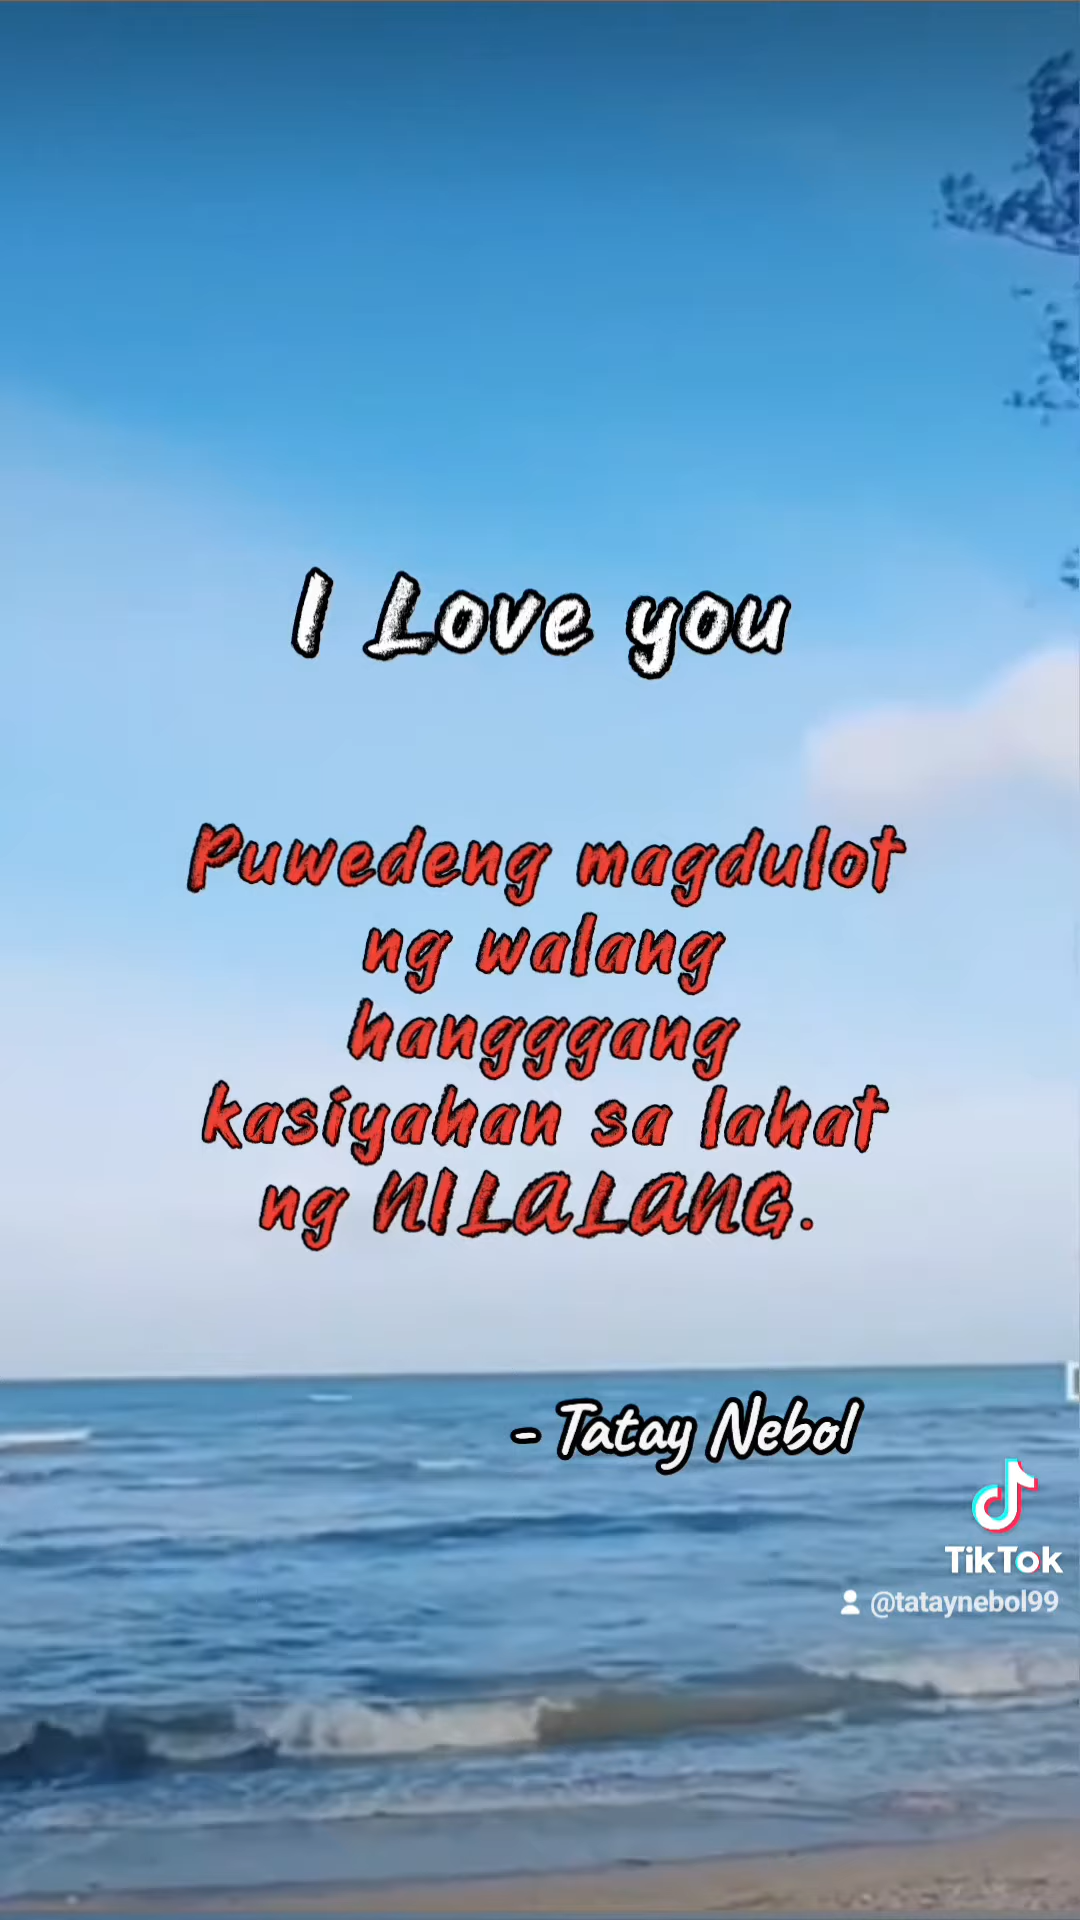 I Love you
Puwedeng magdulot
ng walang
hangggang
kasiyahan sa lahat
ng NILALANG.
- Tatay Nebol
TikTok
@tataynebol99